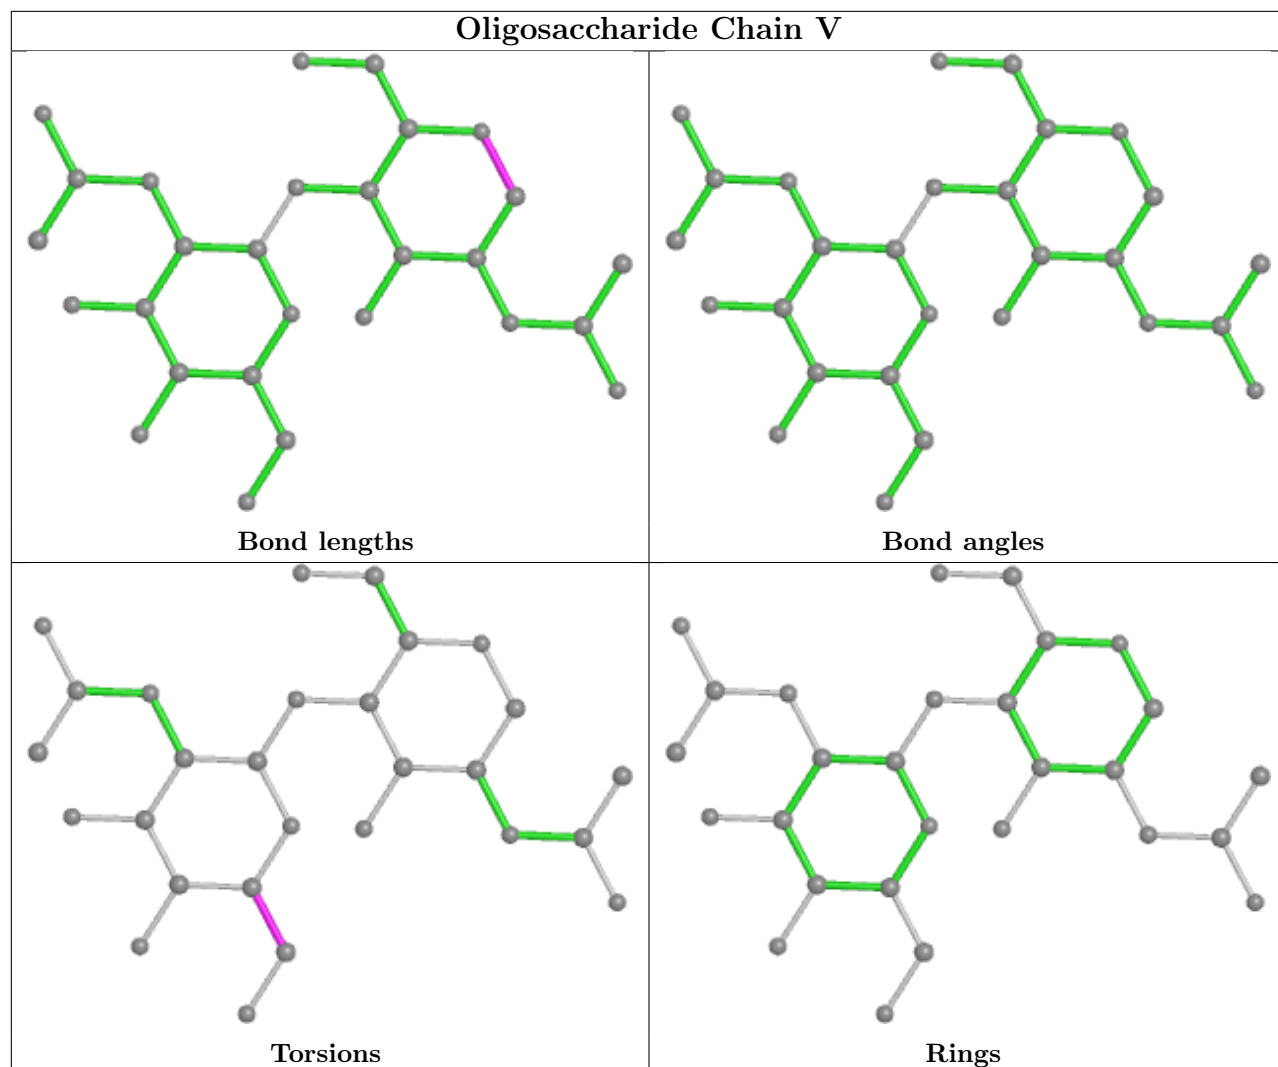 Oligosaccharide Chain V
Bond lengths
Bond angles
Torsions
Rings